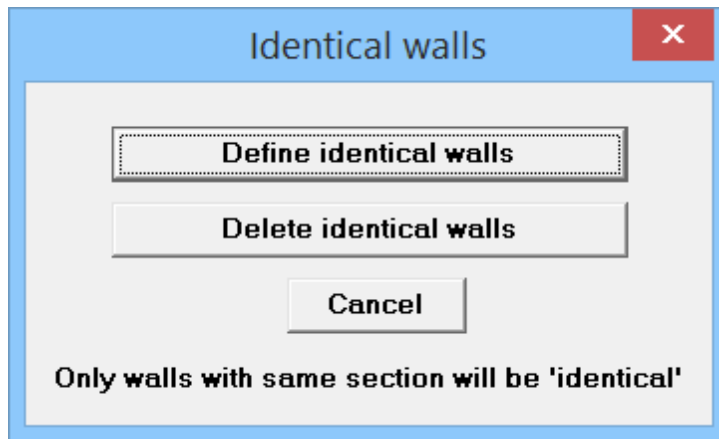 Identical walls
Define identical walls
Delete identical walls
Cancel
Only walls with same section will be 'identical'